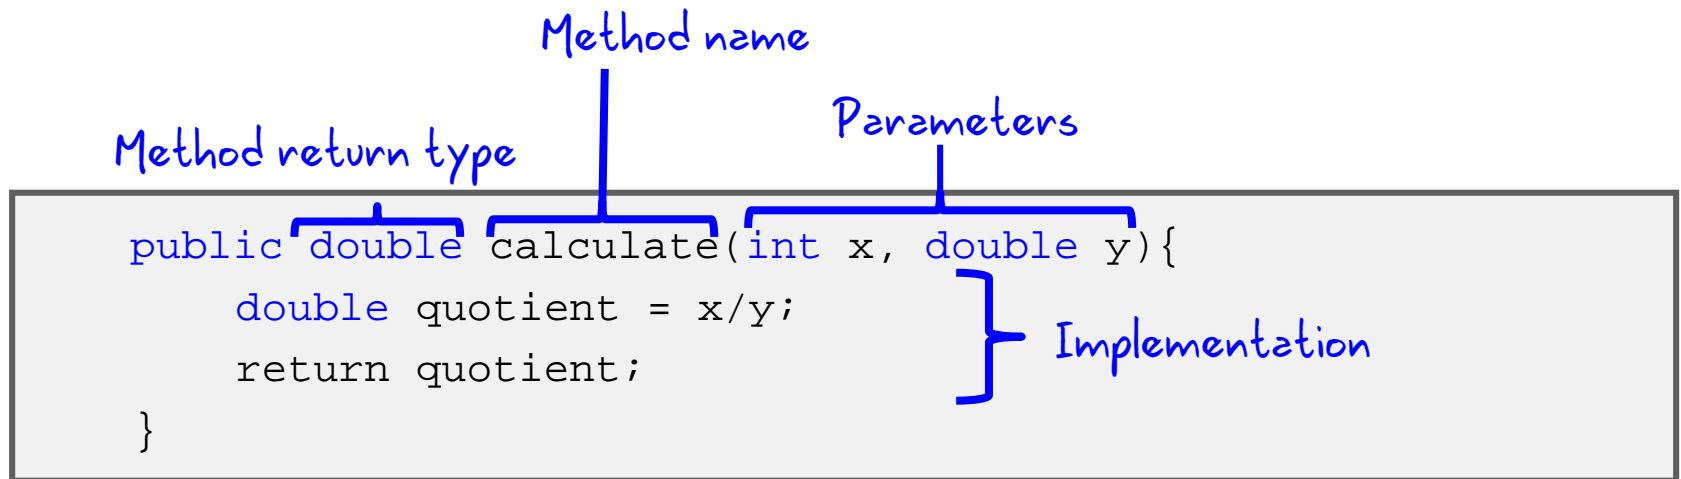 Method name
Parameters
Method return type
public double calculate(int x, double y){
double quotient = x/y;
return quotient;
Implementation
}